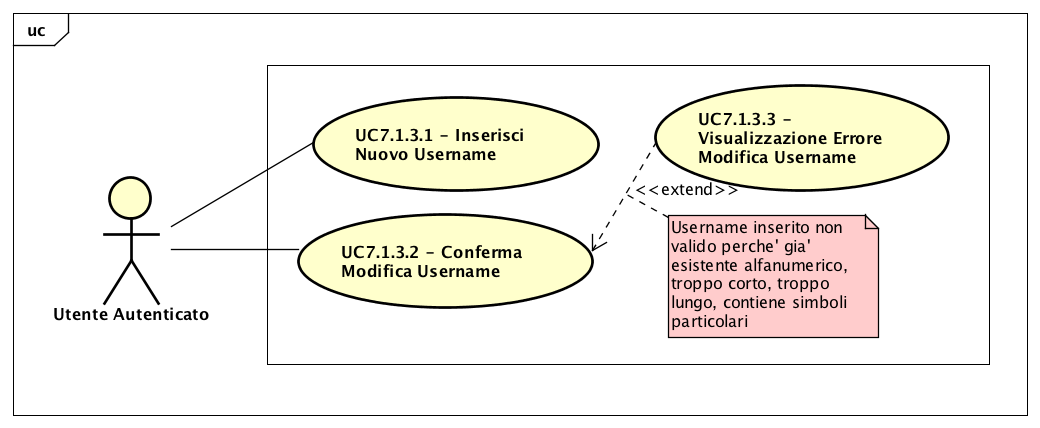 uc
UC7.1.3.1 - Inserisci
Nuovo Username
UC7.1.3.3 -
Visualizzazione Errore
Modifica Username
<<extend>>
UC7.1.3.2 - Conferma
Modifica Username
Username inserito non
valido perche' gia'
esistente alfanumerico,
troppo corto, troppo
lungo, contiene simboli
particolari
Utente Autenticato